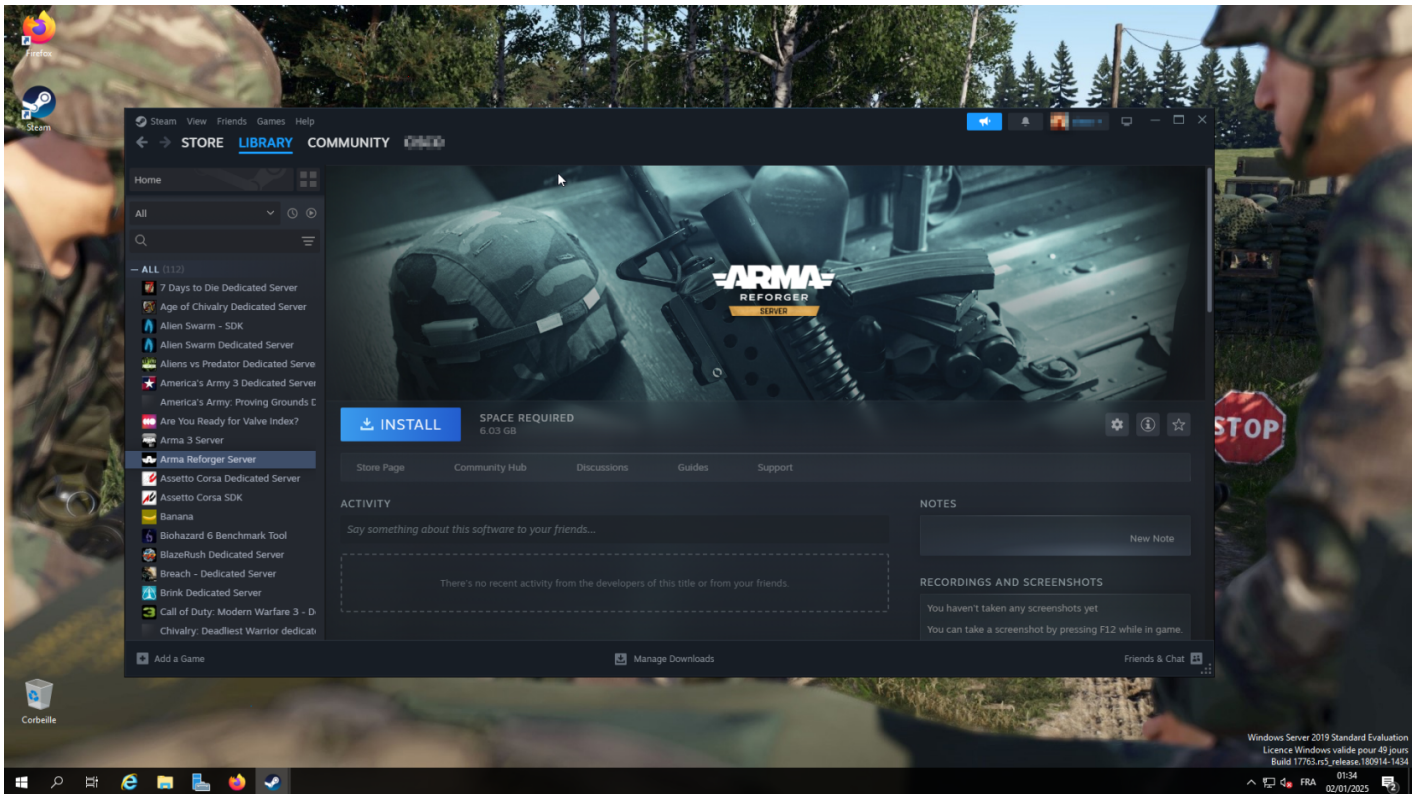 Firefox
Steam
Steam View Friends Games Help
STORE LIBRARY COMMUNITY
Home
All
ALL (112)
7 Days to Die Dedicated Server
Age of Chivalry Dedicated Server
Alien Swarm - SDK
Alien Swarm Dedicated Server
Aliens vs Predator Dedicated Serve
America's Army 3 Dedicated Server
America's Army: Proving Grounds D
Are You Ready for Valve Index?
Arma 3 Server
Arma Reforger Server
Assetto Corsa Dedicated Server
Assetto Corsa SDK
Banana
Biohazard 6 Benchmark Tool
BlazeRush Dedicated Server
Breach - Dedicated Server
Brink Dedicated Server
Call of Duty: Modern Warfare 3 - D
Chivalry: Deadliest Warrior dedicat
ARMA
REFORGER
SERVER
INSTALL
SPACE REQUIRED
6.03 GB
Store Page Community Hub Discussions Guides Support
ACTIVITY
Say something about this software to your friends...
There's no recent activity from the developers of this title or from your friends.
NOTES
New Note
RECORDINGS AND SCREENSHOTS
You haven't taken any screenshots yet
You can take a screenshot by pressing F12 while in game.
Add a Game
Manage Downloads
Friends & Chat
STOP
Corbeille
Windows Server 2019 Standard Evaluation
Licence Windows valide pour 49 jours
Build 17763.rs5_release.180914-1434
FRA
01:34
02/01/2025
2